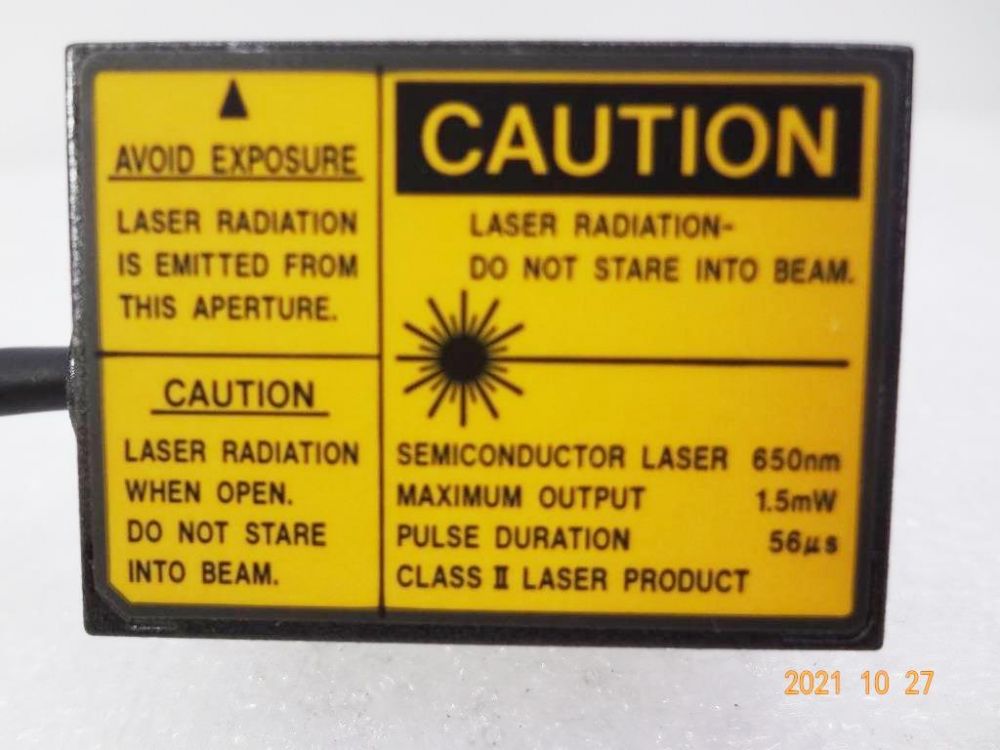 AVOID EXPOSURE
LASER RADIATION
IS EMITTED FROM
THIS APERTURE.
CAUTION
LASER RADIATION
WHEN OPEN.
DO NOT STARE
INTO BEAM.
CAUTION
LASER RADIATION-
DO NOT STARE INTO BEAM.
SEMICONDUCTOR LASER 650nm
MAXIMUM OUTPUT 1.5mW
PULSE DURATION 56μs
CLASS II LASER PRODUCT
2021 10 27